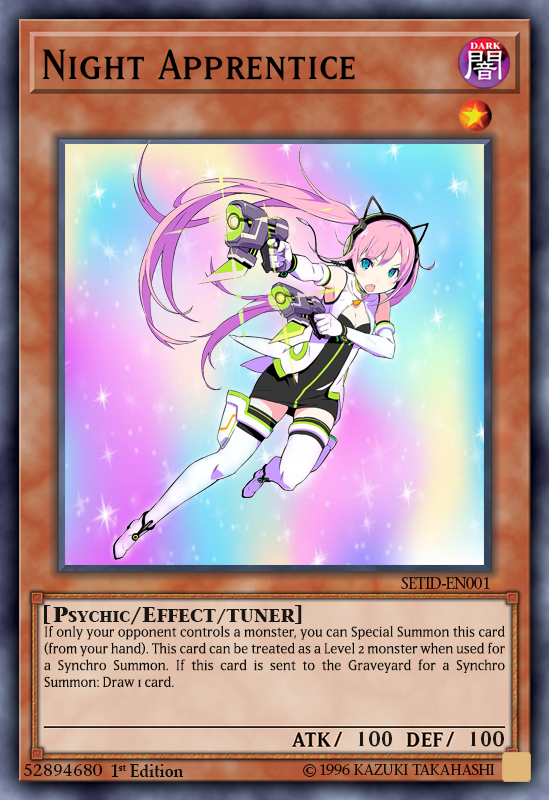 Night Apprentice
DARK
闇
SETID-EN001
[Psychic/Effect/tuner]
If only your opponent controls a monster, you can Special Summon this card
(from your hand). This card can be treated as a Level 2 monster when used for
a Synchro Summon. If this card is sent to the Graveyard for a Synchro
Summon: Draw 1 card.
ATK/ 100 DEF/ 100
52894680 1st Edition © 1996 KAZUKI TAKAHASHI